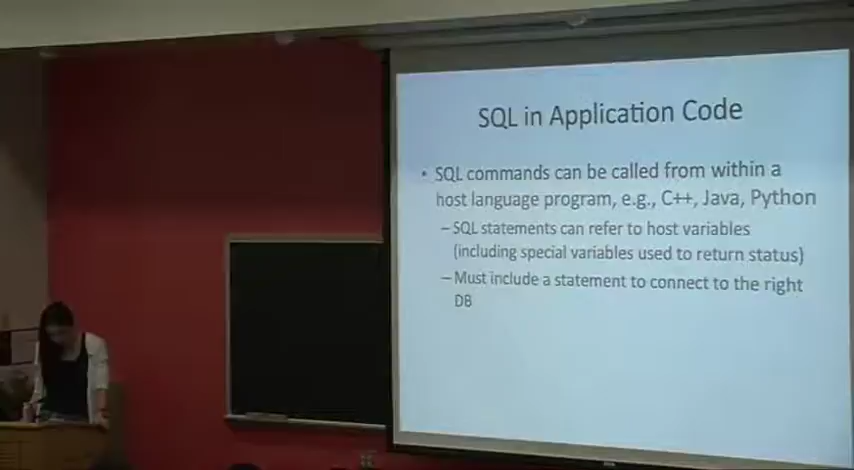 SQL in Application Code
• SQL commands can be called from within a
host language program, e.g., C++, Java, Python
– SQL statements can refer to host variables
(including special variables used to return status)
– Must include a statement to connect to the right
DB